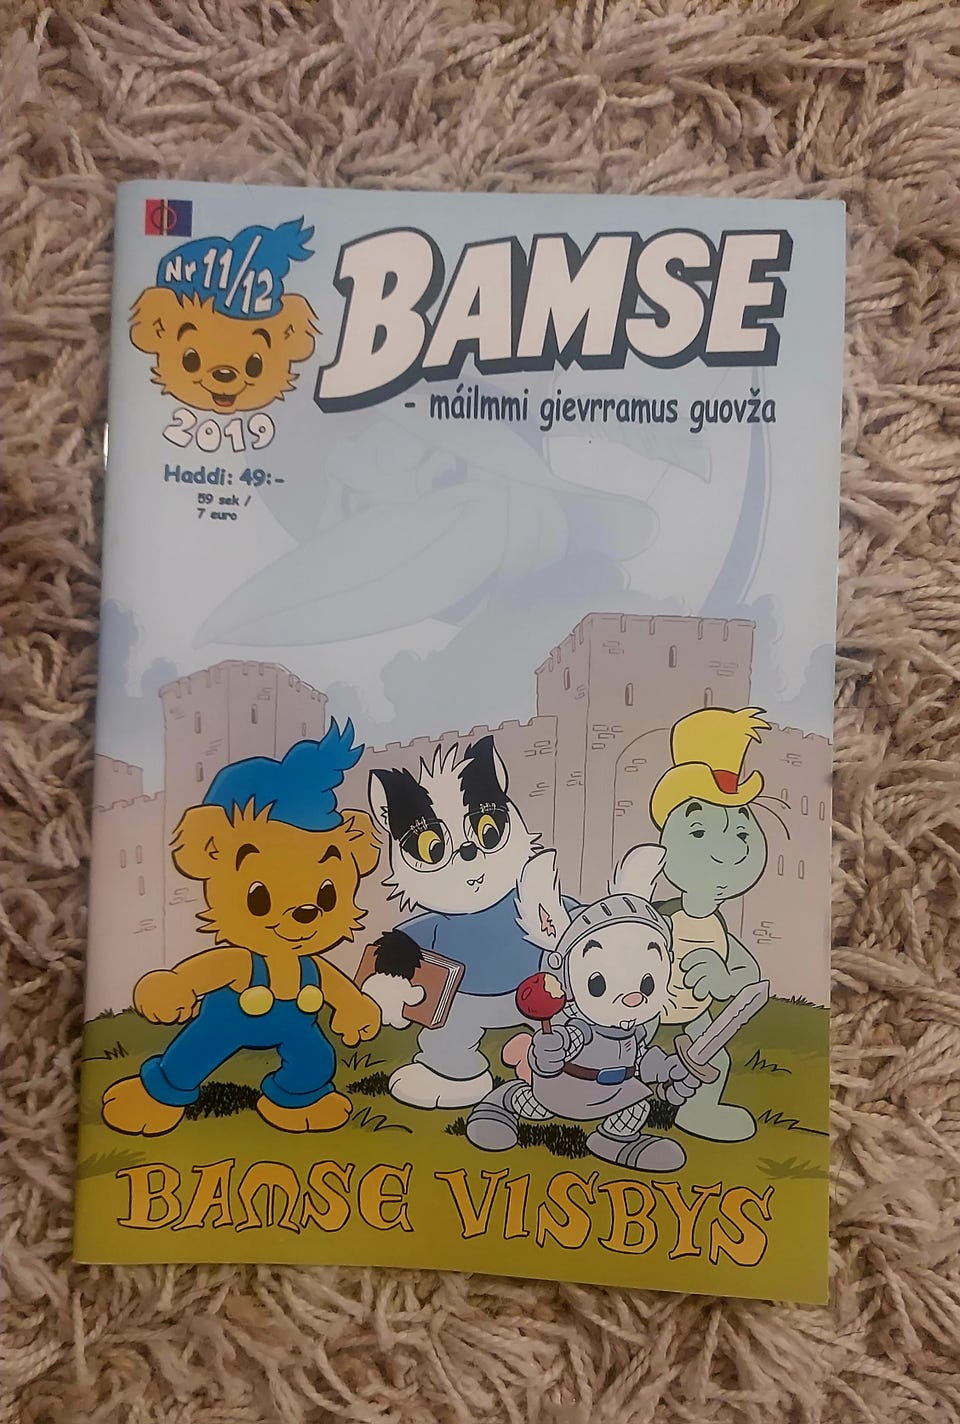 Nr 11/12
2019
BAMSE
- máilmmi gievrramus guovža
Haddi: 49:-
59 sek /
7 euro
BAMSE VISBYS